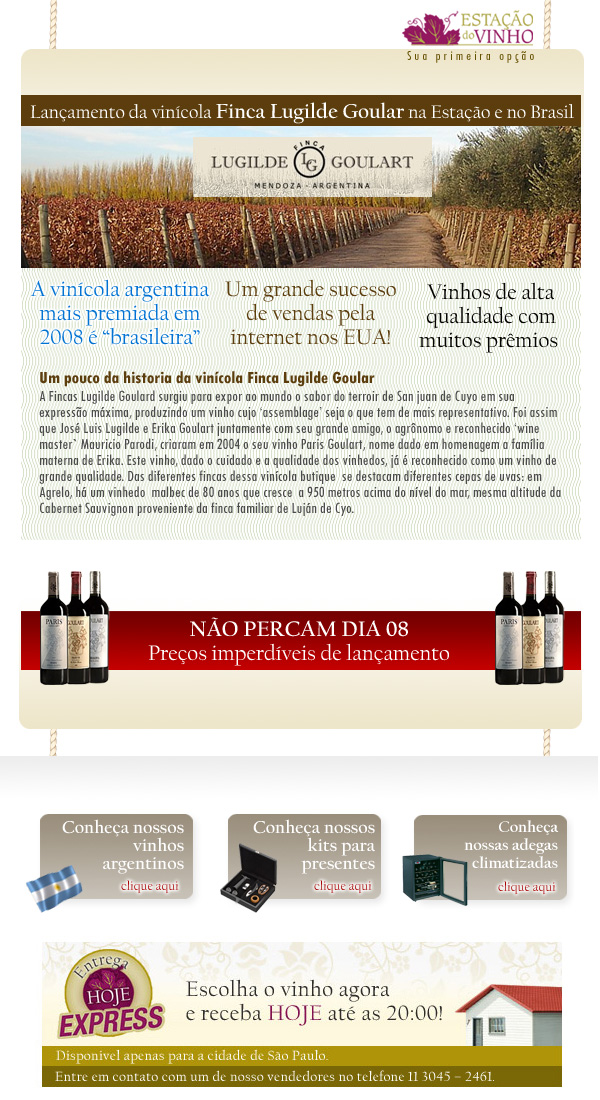 ESTAÇÃO
do VINHO
Sua primeira opção
Lançamento da vinícola Finca Lugilde Goular na Estação e no Brasil
FINCA
LUGILDE LG GOULART
MENDOZA - ARGENTINA
A vinícola argentina
mais premiada em
2008 é “brasileira”
Um grande sucesso
de vendas pela
internet nos EUA!
Vinhos de alta
qualidade com
muitos prêmios
Um pouco da historia da vinícola Finca Lugilde Goular
A Fincas Lugilde Goulard surgiu para expor ao mundo o sabor do terroir de San juan de Cuyo em sua
expressão máxima, produzindo um vinho cujo ‘assemblage’ seja o que tem de mais representativo. Foi assim
que José Luis Lugilde e Erika Goulart juntamente com seu grande amigo, o agrônomo e reconhecido ‘wine
master` Mauricio Parodi, criaram em 2004 o seu vinho Paris Goulart, nome dado em homenagem a família
materna de Erika. Este vinho, dado o cuidado e a qualidade dos vinhedos, já é reconhecido como um vinho de
grande qualidade. Das diferentes fincas dessa vinícola butique se destacam diferentes cepas de uvas: em
Agrelo, há um vinhedo malbec de 80 anos que cresce a 950 metros acima do nível do mar, mesma altitude da
Cabernet Sauvignon proveniente da finca familiar de Luján de Cyo.
PARIS
GOULART
NÃO PERCAM DIA 08
Preços imperdíveis de lançamento
PARIS
GOULART
Conheça nossos
vinhos
argentinos
clique aqui
Conheça nossos
kits para
presentes
clique aqui
Conheça
nossas adegas
climatizadas
clique aqui
Entrega
HOJE
EXPRESS
Escolha o vinho agora
e receba HOJE até as 20:00!
Disponivel apenas para a cidade de São Paulo.
Entre em contato com um de nosso vendedores no telefone 11 3045 – 2461.